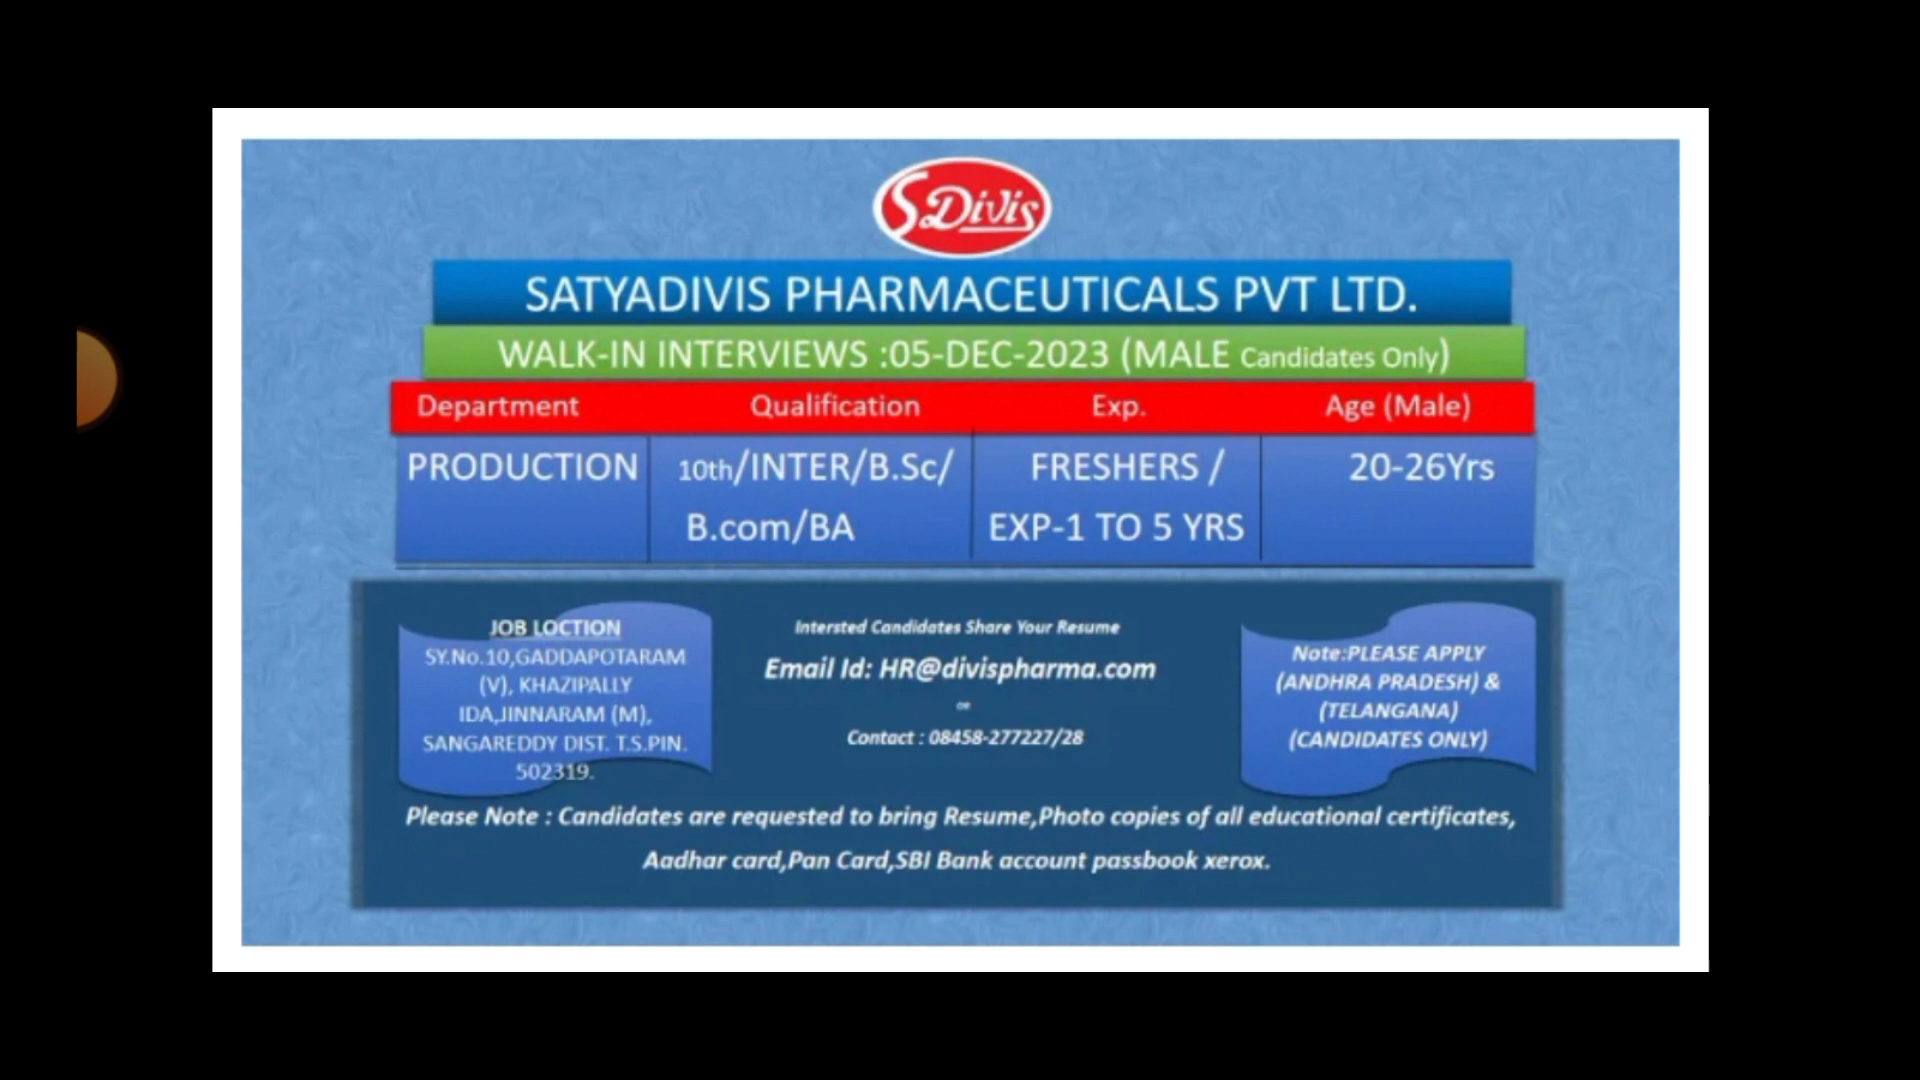 SDivis
SATYADIVIS PHARMACEUTICALS PVT LTD.
WALK-IN INTERVIEWS :05-DEC-2023 (MALE Candidates Only)
Department Qualification Exp. Age (Male)
PRODUCTION 10th/INTER/B.Sc/ FRESHERS / 20-26Yrs
B.com/BA EXP-1 TO 5 YRS
JOB LOCTION
SY.No.10,GADDAPOTARAM
(V), KHAZIPALLY
IDA,JINNARAM (M),
SANGAREDDY DIST. T.S.PIN.
502319.
Intersted Candidates Share Your Resume
Email Id: HR@divispharma.com
or
Contact : 08458-277227/28
Note:PLEASE APPLY
(ANDHRA PRADESH) &
(TELANGANA)
(CANDIDATES ONLY)
Please Note : Candidates are requested to bring Resume,Photo copies of all educational certificates,
Aadhar card,Pan Card,SBI Bank account passbook xerox.